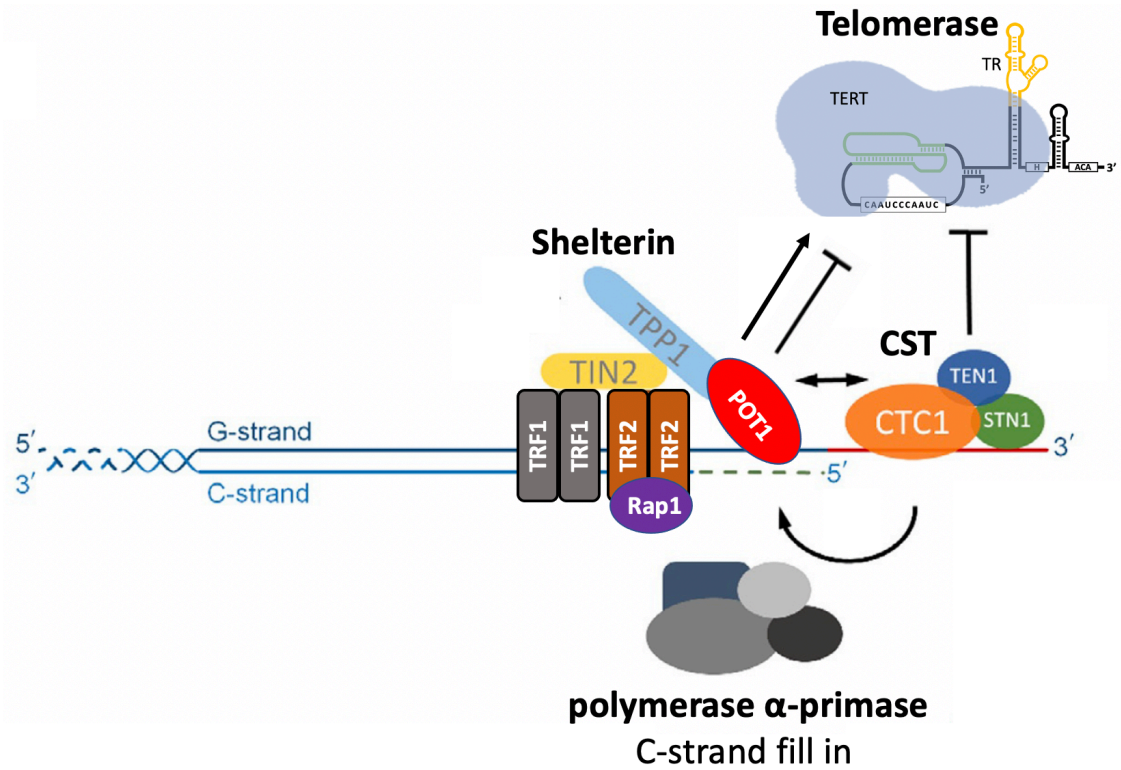 Telomerase
TR
TERT
H
ACA
3′
5′
CAAUCCCAAUC
Shelterin
TPP1
CST
TIN2
TEN1
POT1
CTC1
STN1
TRF1
TRF1
TRF2
TRF2
5′
G-strand
3′
3′
C-strand
5′
Rap1
polymerase α-primase
C-strand fill in